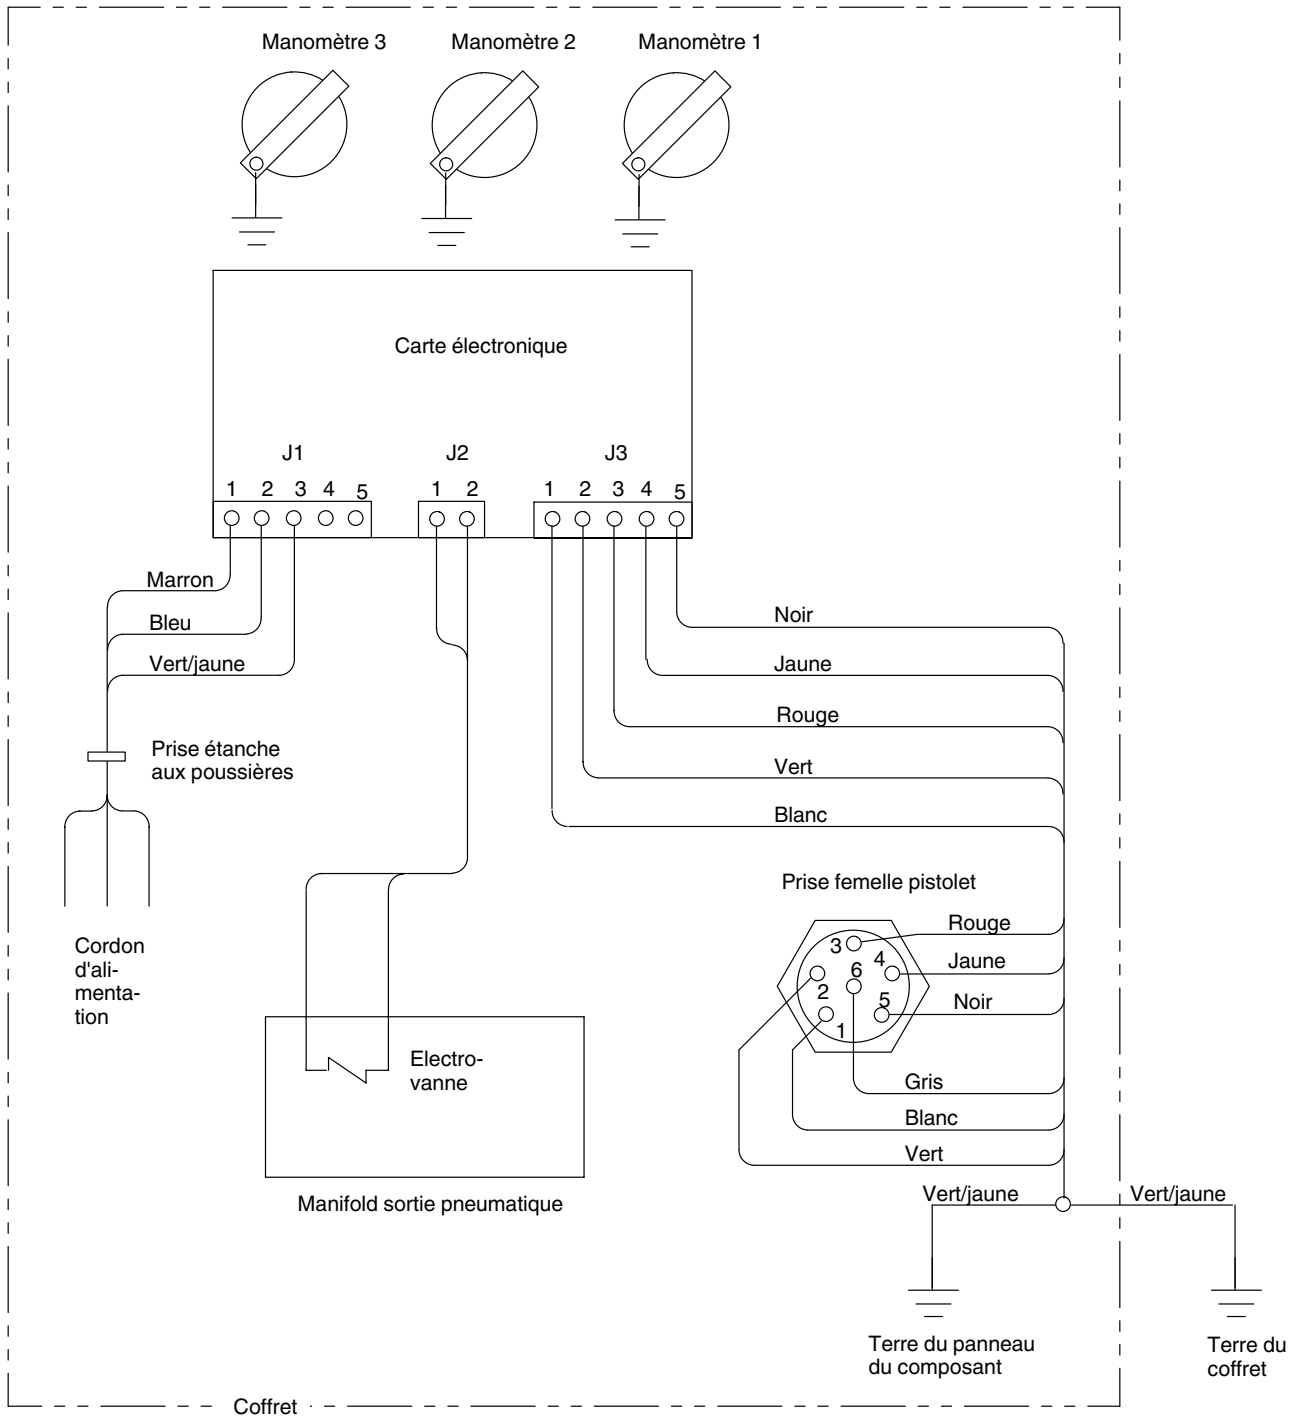 Manomètre 3
Manomètre 2
Manomètre 1
Carte électronique
J1
J2
J3
1 2 3 4 5
1 2
1 2 3 4 5
Marron
Bleu
Vert/jaune
Noir
Jaune
Rouge
Vert
Blanc
Prise étanche
aux poussières
Cordon
d'ali-
menta-
tion
Prise femelle pistolet
3
4
6
2
5
1
Rouge
Jaune
Noir
Gris
Blanc
Vert
Electro-
vanne
Manifold sortie pneumatique
Vert/jaune
Vert/jaune
Terre du panneau
du composant
Terre du
coffret
Coffret